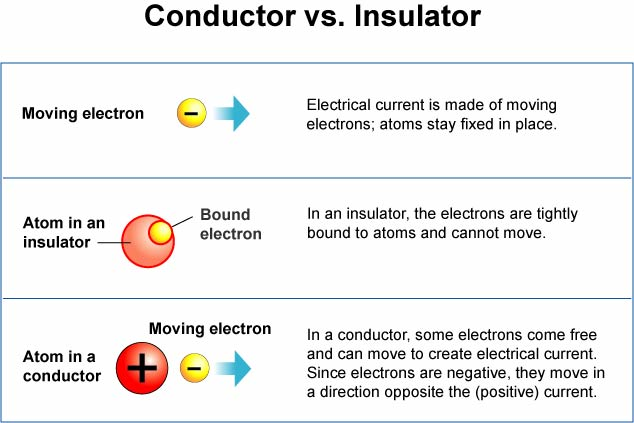 Conductor vs. Insulator
Moving electron
−
Electrical current is made of moving
electrons; atoms stay fixed in place.
Atom in an
insulator
Bound
electron
In an insulator, the electrons are tightly
bound to atoms and cannot move.
Moving electron
Atom in a
conductor
+
−
In a conductor, some electrons come free
and can move to create electrical current.
Since electrons are negative, they move in
a direction opposite the (positive) current.